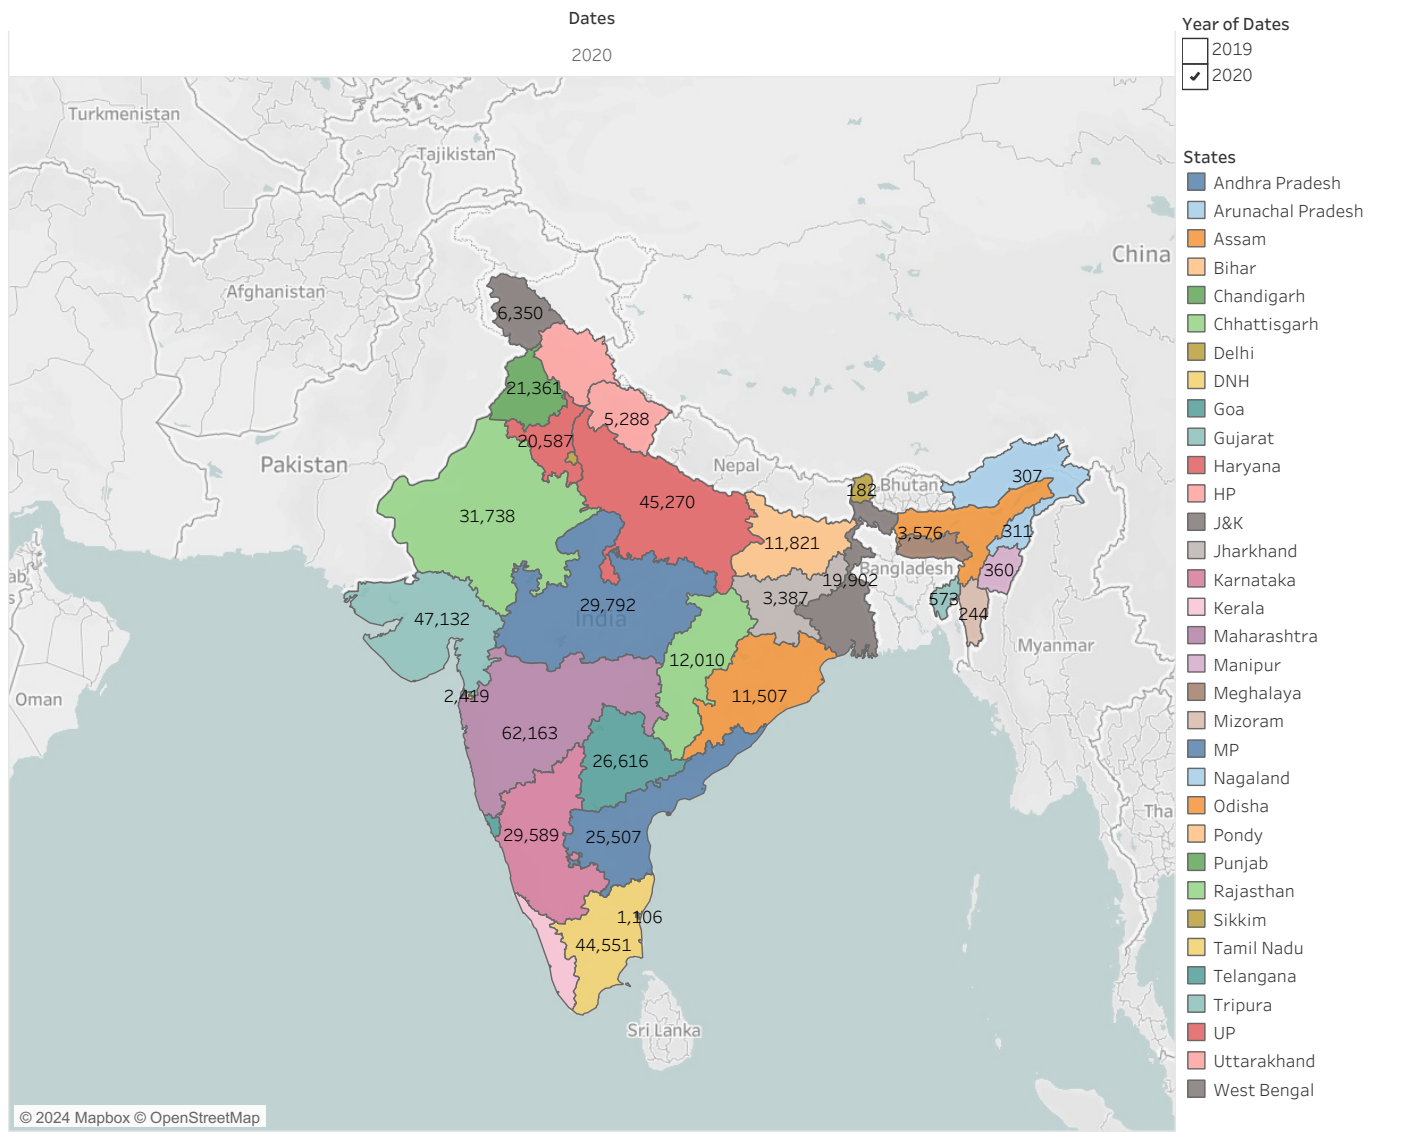 Dates
2020
Year of Dates
2019
2020
States
Andhra Pradesh
Arunachal Pradesh
Assam
Bihar
Chandigarh
Chhattisgarh
Delhi
DNH
Goa
Gujarat
Haryana
HP
J&K
Jharkhand
Karnataka
Kerala
Maharashtra
Manipur
Meghalaya
Mizoram
MP
Nagaland
Odisha
Pondy
Punjab
Rajasthan
Sikkim
Tamil Nadu
Telangana
Tripura
UP
Uttarakhand
West Bengal
Turkmenistan
Tajikistan
China
Afghanistan
6,350
21,361
5,288
20,587
Pakistan
Nepal
307
Bhutan
182
45,270
31,738
3,576
311
11,821
Bangladesh
360
19,902
3,387
573
29,792
244
India
47,132
Myanmar
12,010
2,419
11,507
Oman
62,163
26,616
Tha
29,589
25,507
1,106
44,551
Sri Lanka
ab
s
© 2024 Mapbox © OpenStreetMap